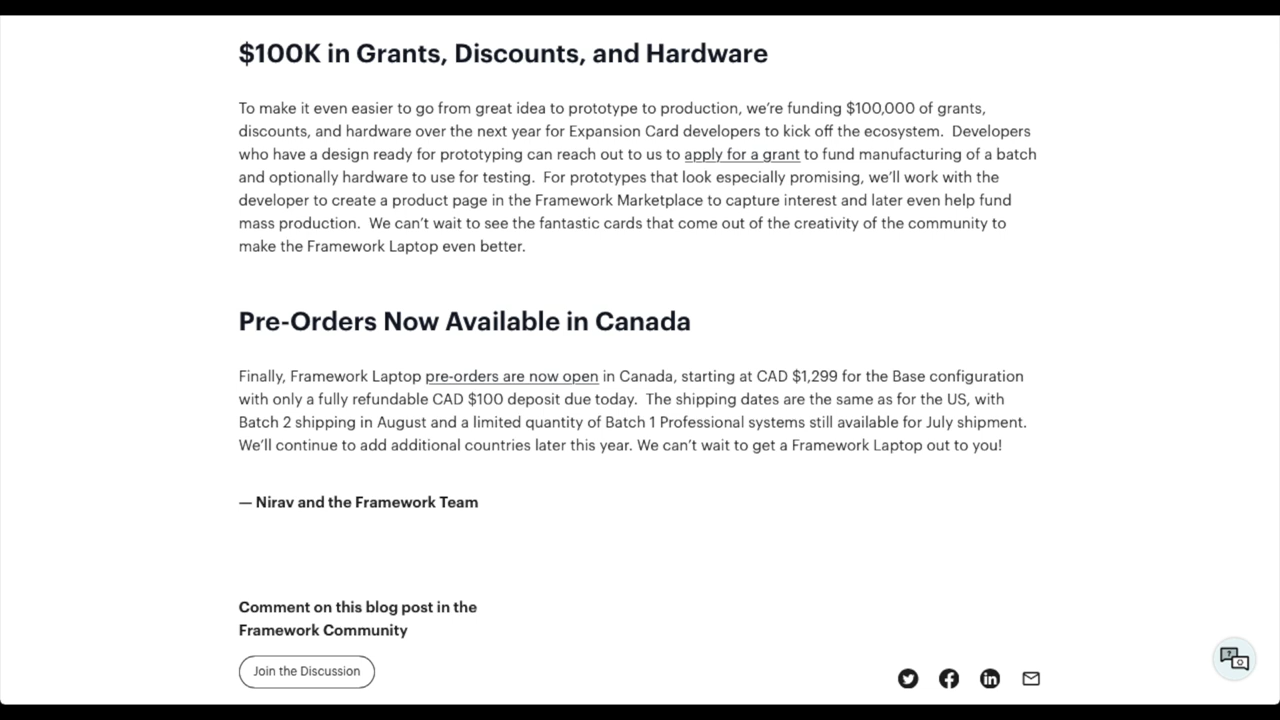 $100K in Grants, Discounts, and Hardware
To make it even easier to go from great idea to prototype to production, we’re funding $100,000 of grants,
discounts, and hardware over the next year for Expansion Card developers to kick off the ecosystem.  Developers
who have a design ready for prototyping can reach out to us to apply for a grant to fund manufacturing of a batch
and optionally hardware to use for testing.  For prototypes that look especially promising, we’ll work with the
developer to create a product page in the Framework Marketplace to capture interest and later even help fund
mass production.  We can’t wait to see the fantastic cards that come out of the creativity of the community to
make the Framework Laptop even better.
Pre-Orders Now Available in Canada
Finally, Framework Laptop pre-orders are now open in Canada, starting at CAD $1,299 for the Base configuration
with only a fully refundable CAD $100 deposit due today.  The shipping dates are the same as for the US, with
Batch 2 shipping in August and a limited quantity of Batch 1 Professional systems still available for July shipment.
We’ll continue to add additional countries later this year. We can’t wait to get a Framework Laptop out to you!
— Nirav and the Framework Team
Comment on this blog post in the
Framework Community
Join the Discussion